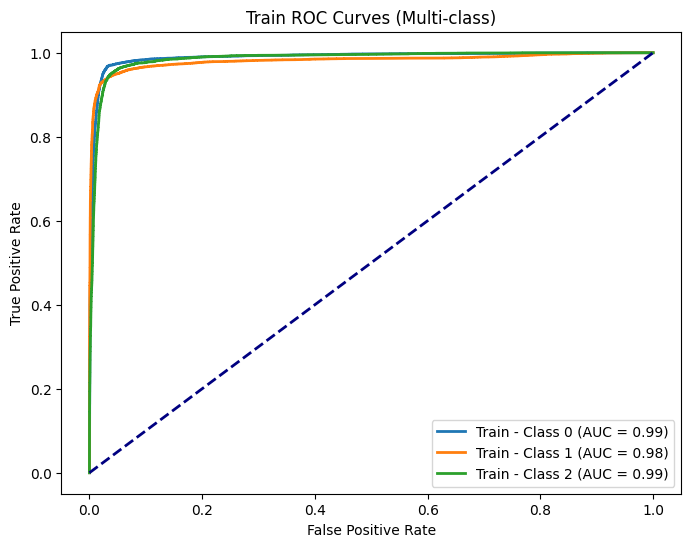 Train ROC Curves (Multi-class)
True Positive Rate
1.0
0.8
0.6
0.4
0.2
0.0
Train - Class 0 (AUC = 0.99)
Train - Class 1 (AUC = 0.98)
Train - Class 2 (AUC = 0.99)
0.0 0.2 0.4 0.6 0.8 1.0
False Positive Rate